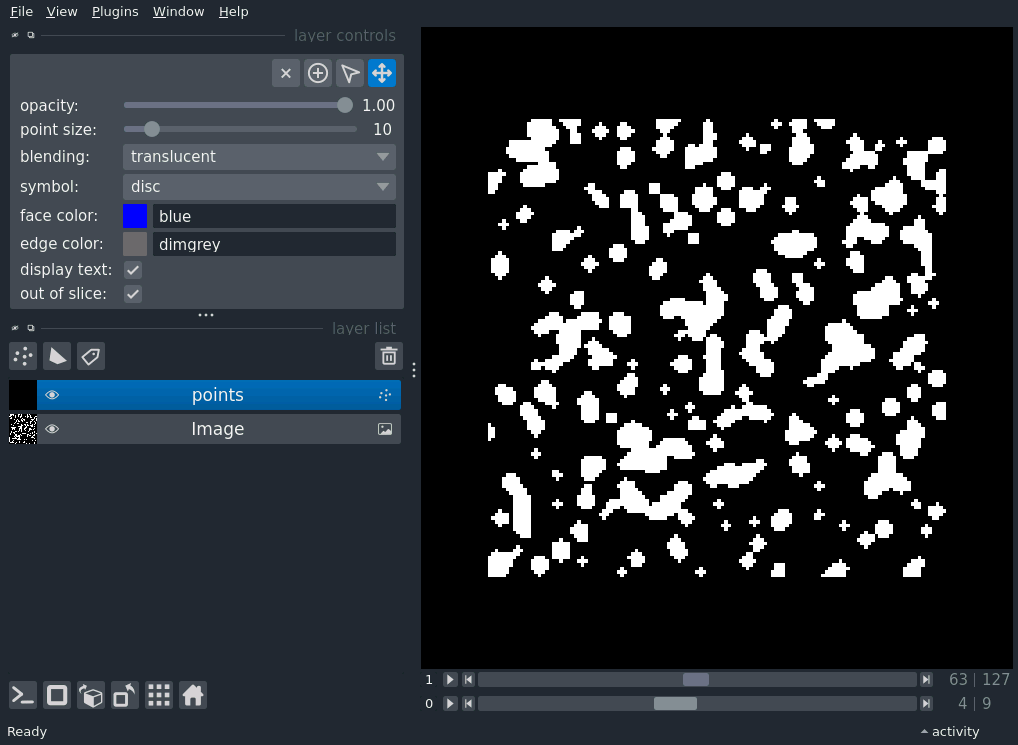 File View Plugins Window Help
layer controls
opacity: 1.00
point size: 10
blending: translucent
symbol: disc
face color: blue
edge color: dimgrey
display text:
out of slice:
layer list
points
Image
1 63 | 127
0 4 | 9
Ready activity